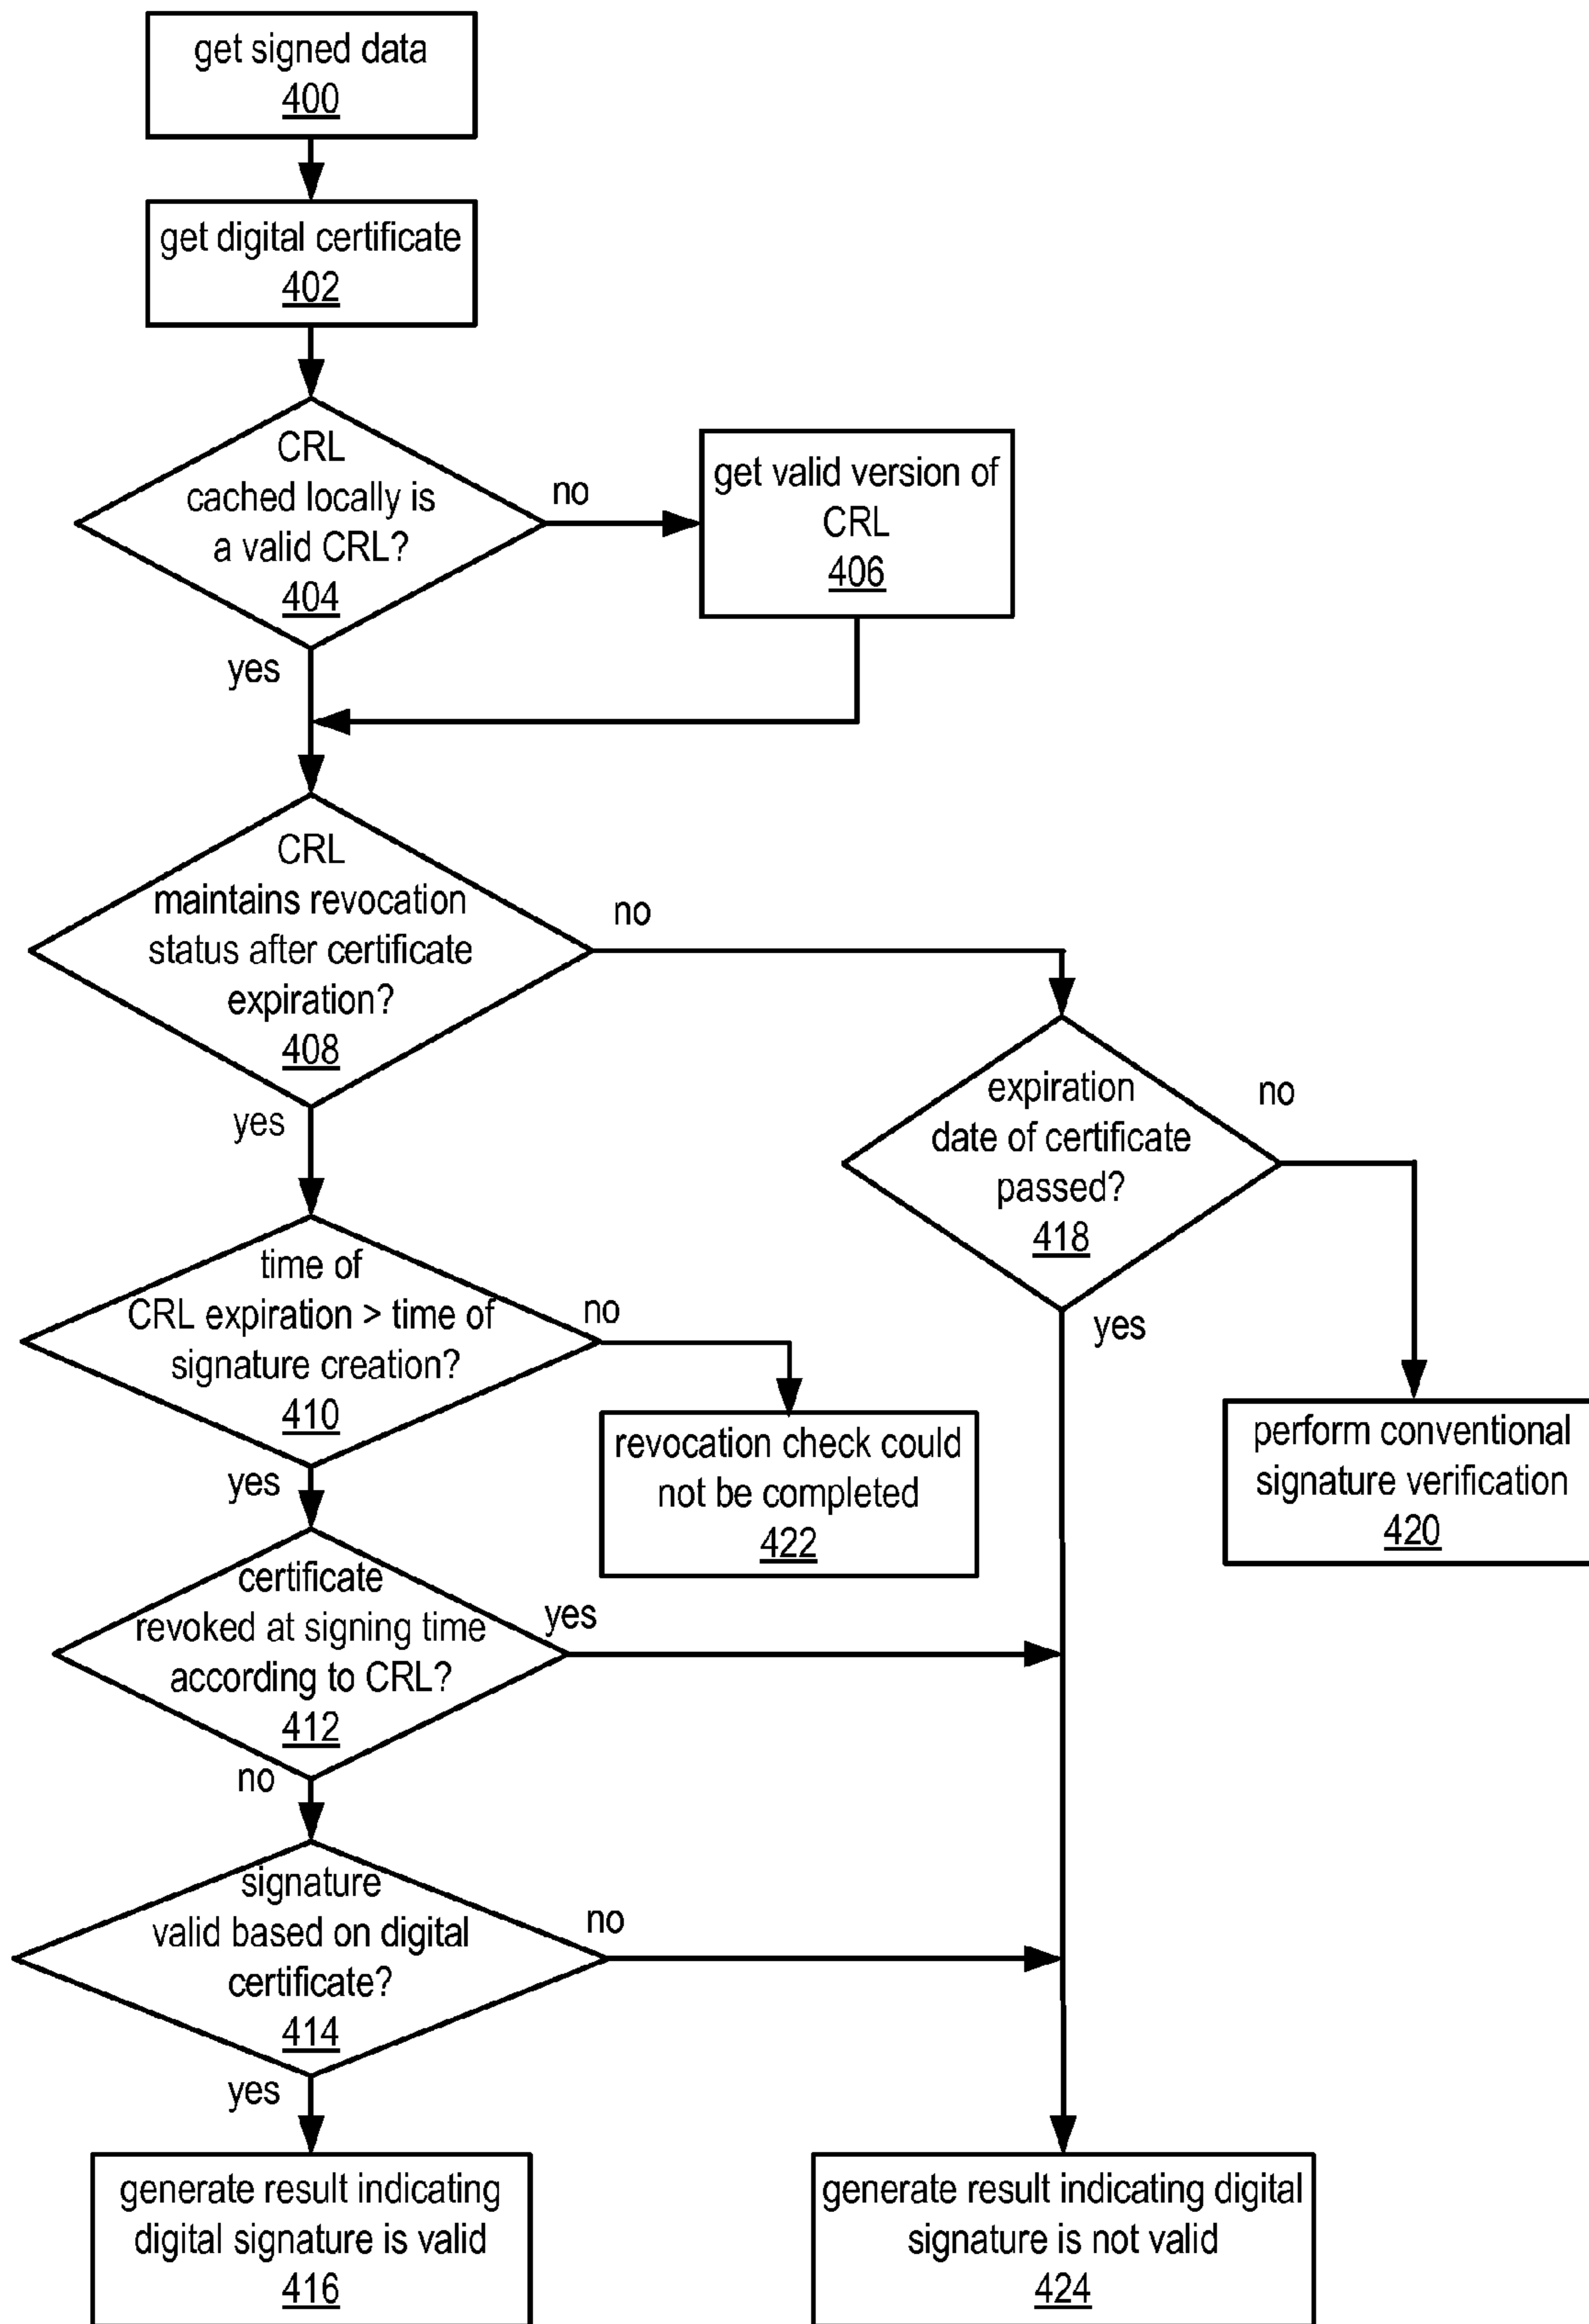 get signed data
400
get digital certificate
402
CRL
cached locally is
a valid CRL?
404
no
get valid version of
CRL
406
yes
CRL
maintains revocation
status after certificate
expiration?
408
no
yes
expiration
date of certificate
passed?
418
no
yes
time of
CRL expiration > time of
signature creation?
410
no
yes
revocation check could
not be completed
422
perform conventional
signature verification
420
certificate
revoked at signing time
according to CRL?
412
yes
no
signature
valid based on digital
certificate?
414
no
yes
generate result indicating
digital signature is valid
416
generate result indicating digital
signature is not valid
424